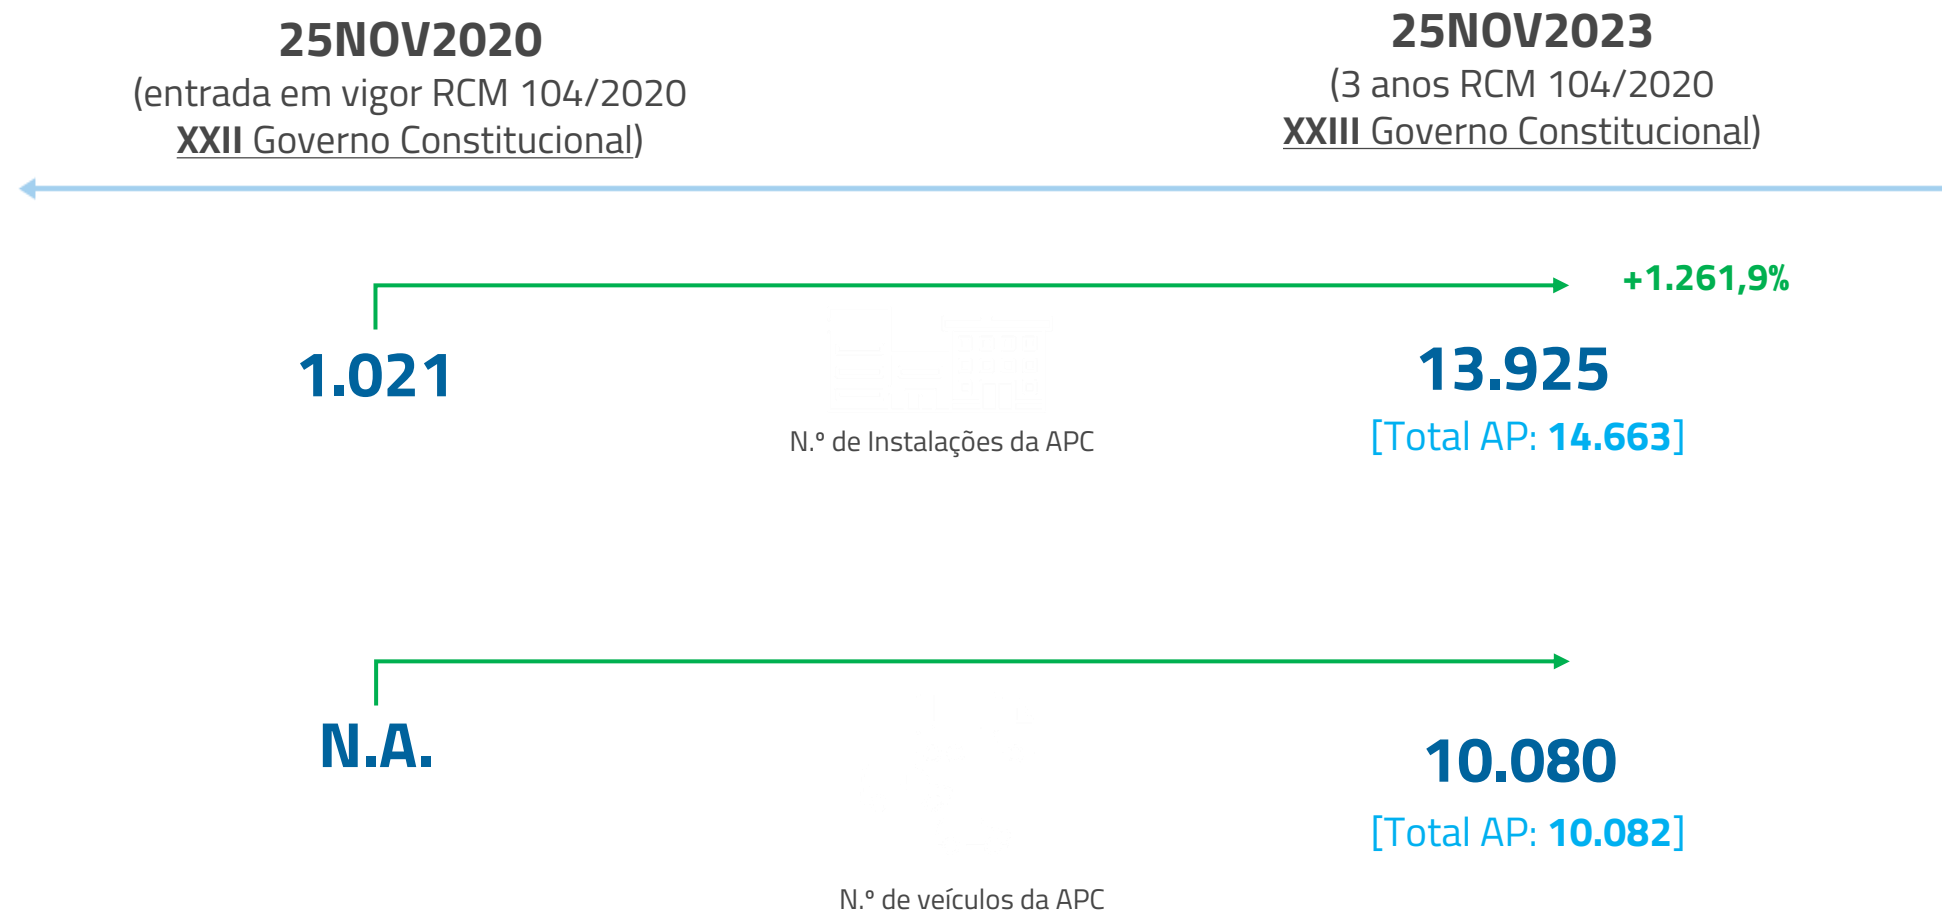 25NOV2020
(entrada em vigor RCM 104/2020
XXII Governo Constitucional)
25NOV2023
(3 anos RCM 104/2020
XXIII Governo Constitucional)
+1.261,9%
1.021
N.º de Instalações da APC
13.925
[Total AP: 14.663]
N.A.
10.080
[Total AP: 10.082]
N.º de veículos da APC